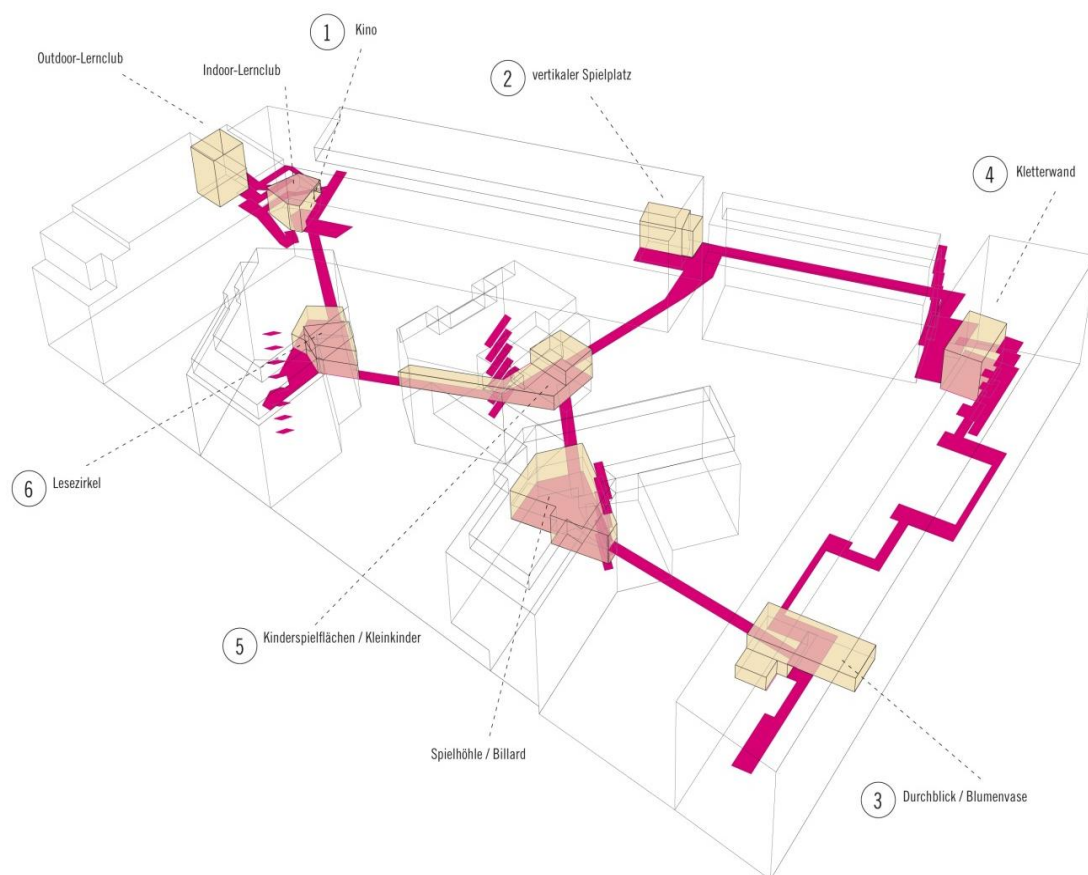 1 Kino
Outdoor-Lernclub
Indoor-Lernclub
2 vertikaler Spielplatz
4 Kletterwand
6 Lesezirkel
5 Kinderspielflächen / Kleinkinder
Spielhöhle / Billard
3 Durchblick / Blumenvase